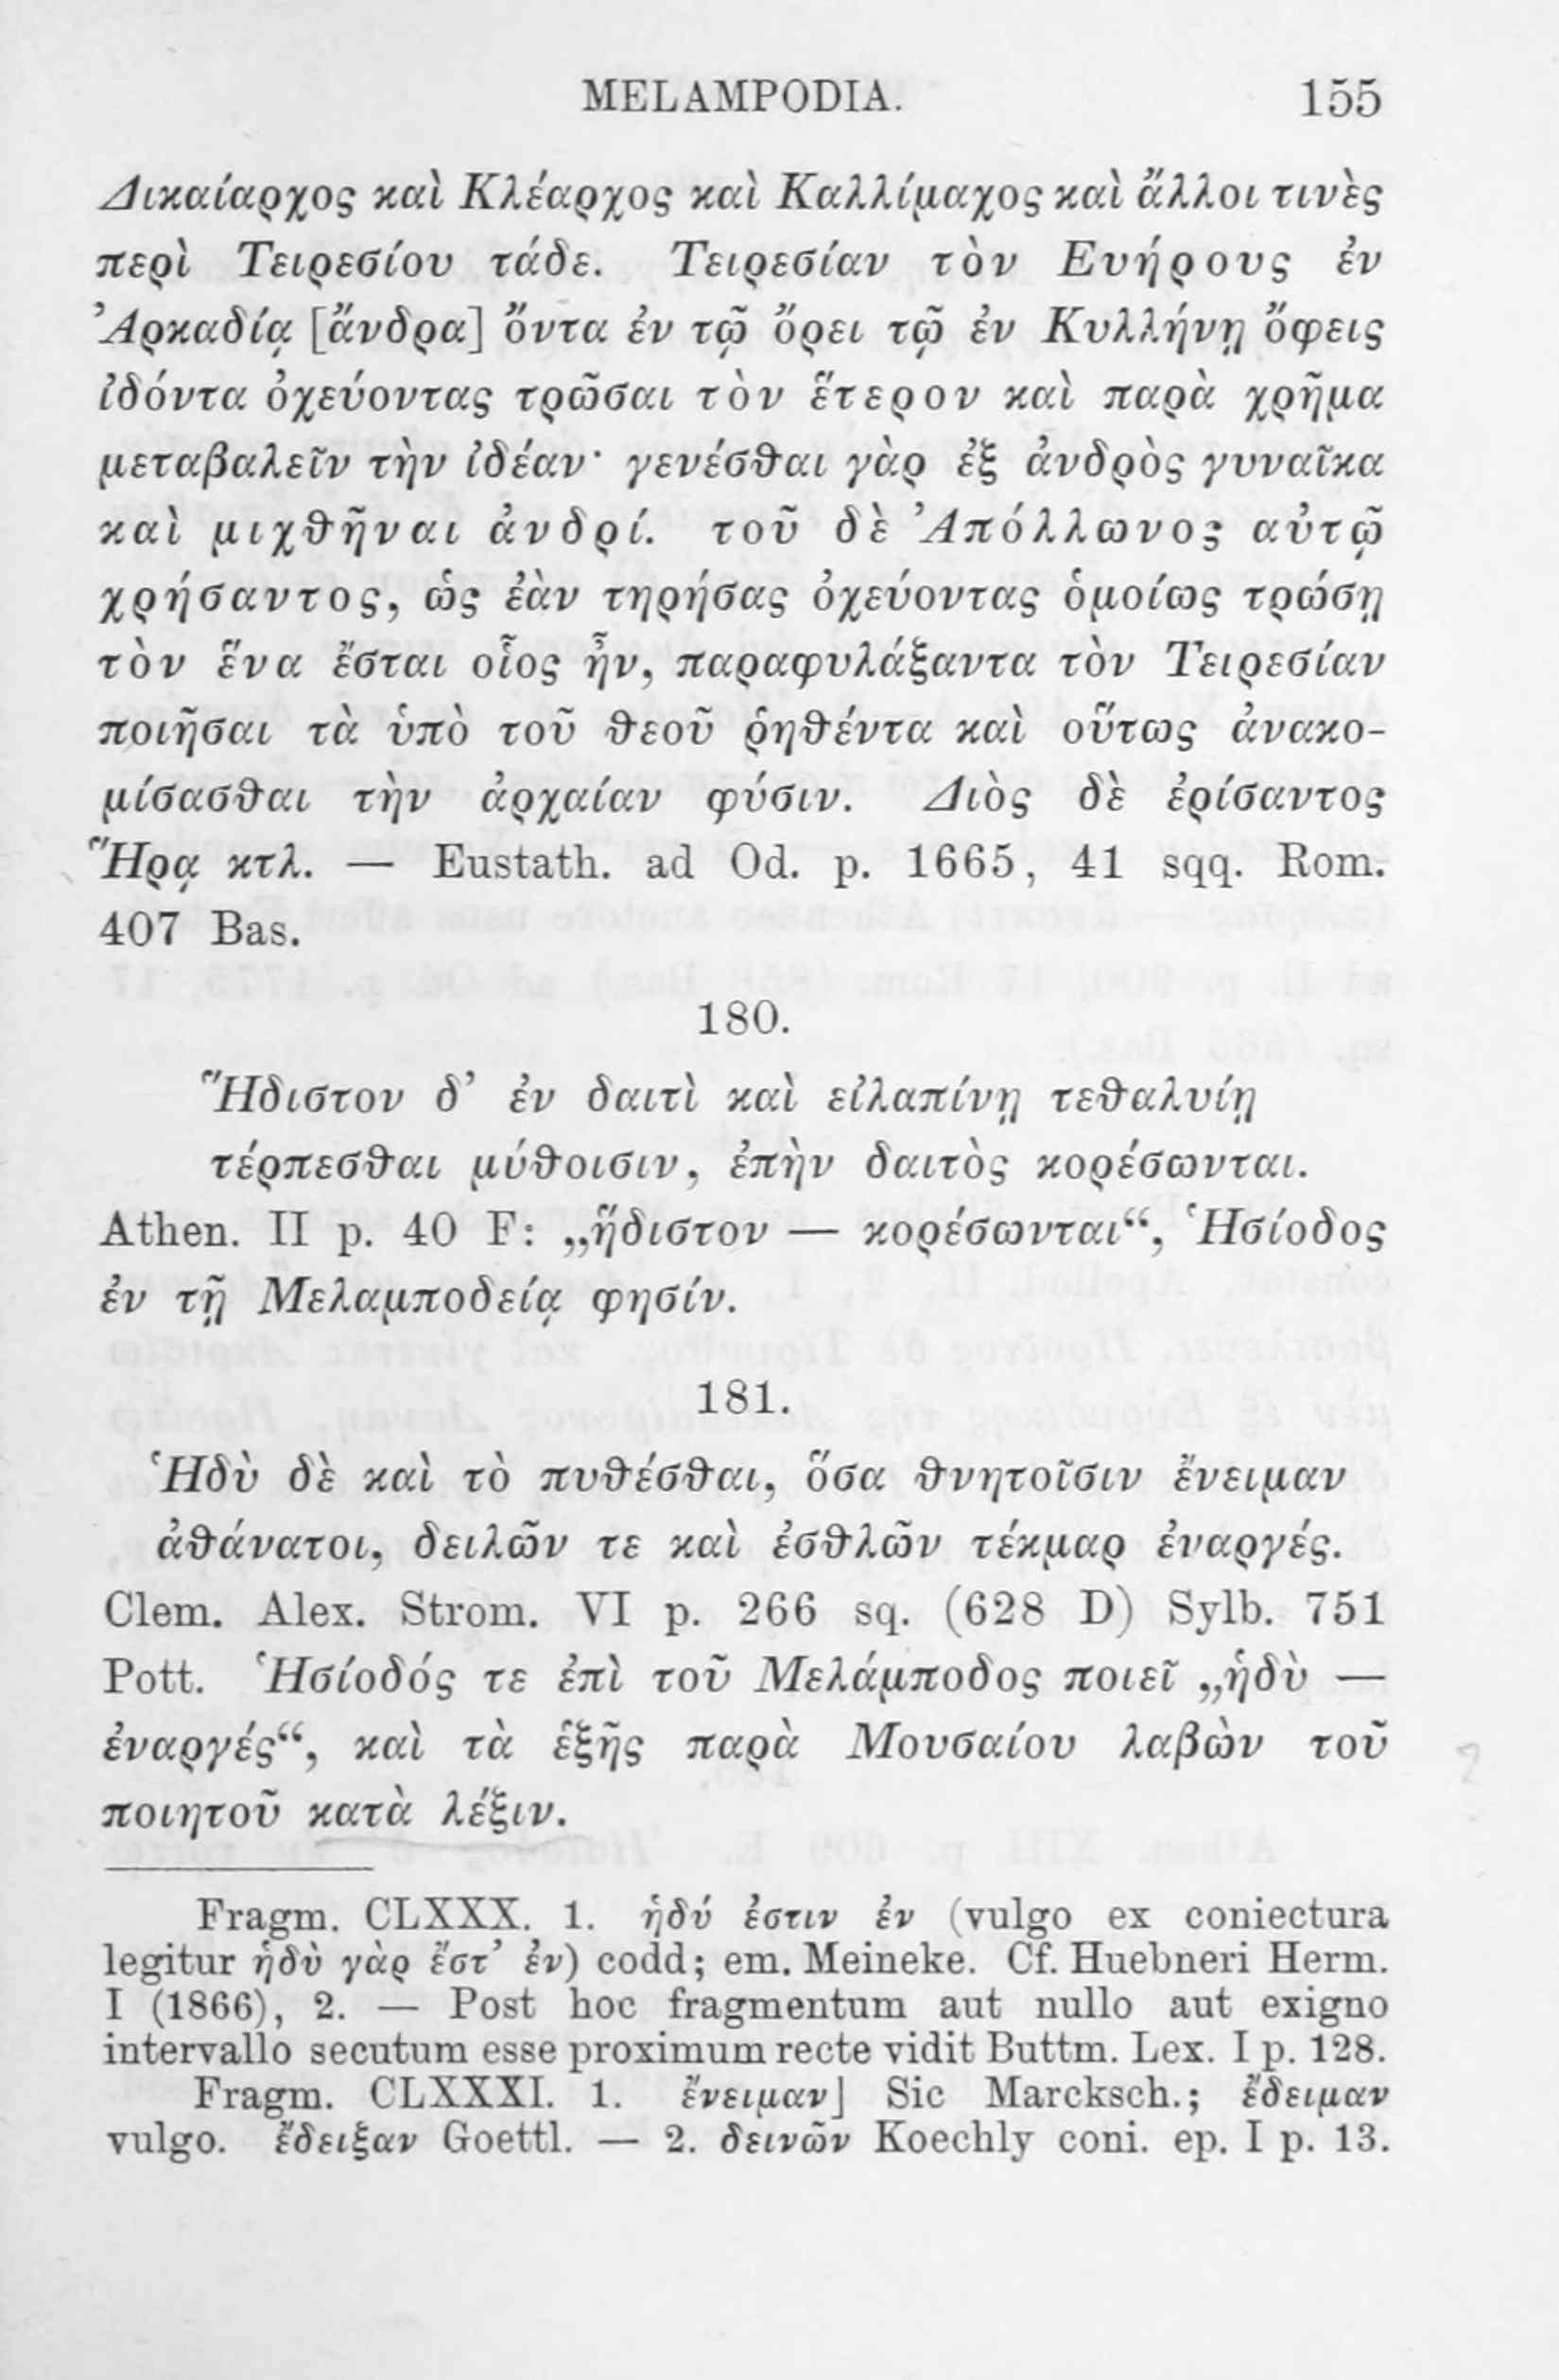 MELAMPODIA. 155
Δικαίαρχος καὶ Κλέαρχος καὶ Καλλίμαχος καὶ ἄλλοι τινὲς
περὶ Τειρεσίου τάδε. Τειρεσίαν τὸν Ευήρους ἐν
Ἀρκαδίᾳ [ἄνδρα] ὄντα ἐν τῷ ὄρει τῷ ἐν Κυλλήνῃ ὄφεις
ἰδόντα ὀχεύοντας τρῶσαι τὸν ἕτερον καὶ παρὰ χρῆμα
μεταβαλεῖν τὴν ἰδέαν· γενέσθαι γὰρ ἐξ ἀνδρὸς γυναῖκα
καὶ μιχθῆναι ἀνδρί. τοῦ δὲ Ἀπόλλωνος αὐτῷ
χρήσαντος, ὡς ἐὰν τηρήσας ὀχεύοντας ὁμοίως τρώσῃ
τὸν ἕνα ἔσται οἷος ἦν, παραφυλάξαντα τὸν Τειρεσίαν
ποιῆσαι τὰ ὑπὸ τοῦ θεοῦ ῥηθέντα καὶ οὕτως ἀνακο-
μίσασθαι τὴν ἀρχαίαν φύσιν. Διὸς δὲ ἐρίσαντος
Ἥρᾳ κτλ. — Eustath. ad Od. p. 1665, 41 sqq. Rom.
407 Bas.
180.
Ἥδιστον δ’ ἐν δαιτὶ καὶ εἰλαπίνῃ τεθαλυίῃ
τέρπεσθαι μύθοισιν, ἐπὴν δαιτὸς κορέσωνται.
Athen. II p. 40 F: „ἥδιστον — κορέσωνται“, Ἡσίοδος
ἐν τῇ Μελαμποδείᾳ φησίν.
181.
Ἡδὺ δὲ καὶ τὸ πυθέσθαι, ὅσα θνητοῖσιν ἔνειμαν
ἀθάνατοι, δειλῶν τε καὶ ἐσθλῶν τέκμαρ ἐναργές.
Clem. Alex. Strom. VI p. 266 sq. (628 D) Sylb. 751
Pott. Ἡσίοδός τε ἐπὶ τοῦ Μελάμποδος ποιεῖ „ἡδὺ —
ἐναργές“, καὶ τὰ ἑξῆς παρὰ Μουσαίου λαβὼν τοῦ
ποιητοῦ κατὰ λέξιν.
Fragm. CLXXX. 1. ἡδύ ἐστιν ἐν (vulgo ex coniectura
legitur ἡδὺ γὰρ ἔστ’ ἐν) codd; em. Meineke. Cf. Huebneri Herm.
I (1866), 2. — Post hoc fragmentum aut nullo aut exiguo
intervallo secutum esse proximum recte vidit Buttm. Lex. I p. 128.
Fragm. CLXXXI. 1. ἔνειμαν] Sic Marcksch.; ἔδειμαν
vulgo. ἔδειξαν Goettl. — 2. δεινῶν Koechly coni. ep. I p. 13.